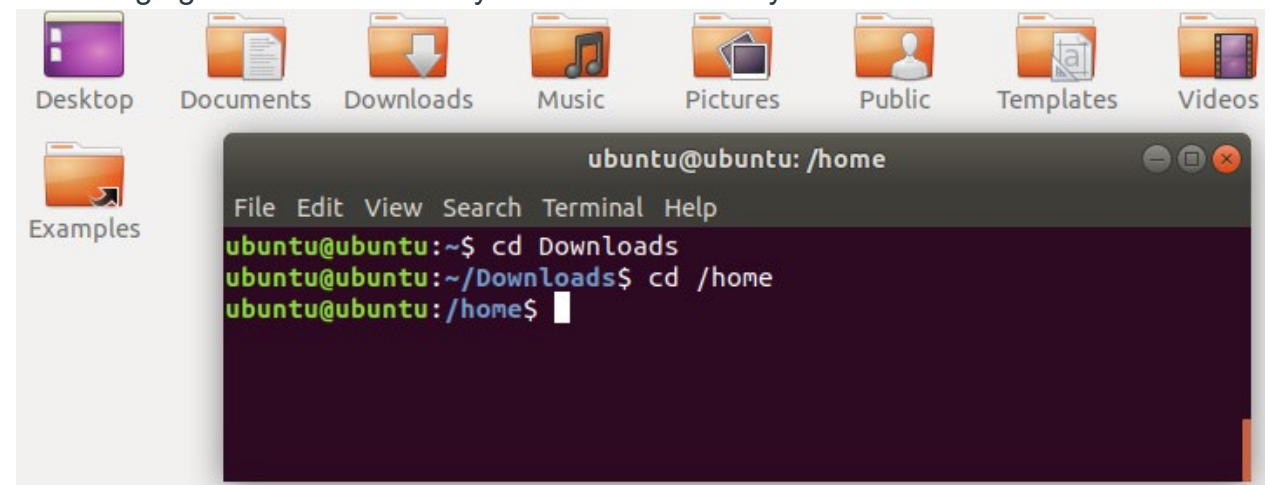 Desktop Documents Downloads Music Pictures Public Templates Videos
Examples
ubuntu@ubuntu: /home
File Edit View Search Terminal Help
ubuntu@ubuntu:~$ cd Downloads
ubuntu@ubuntu:~/Downloads$ cd /home
ubuntu@ubuntu:/home$